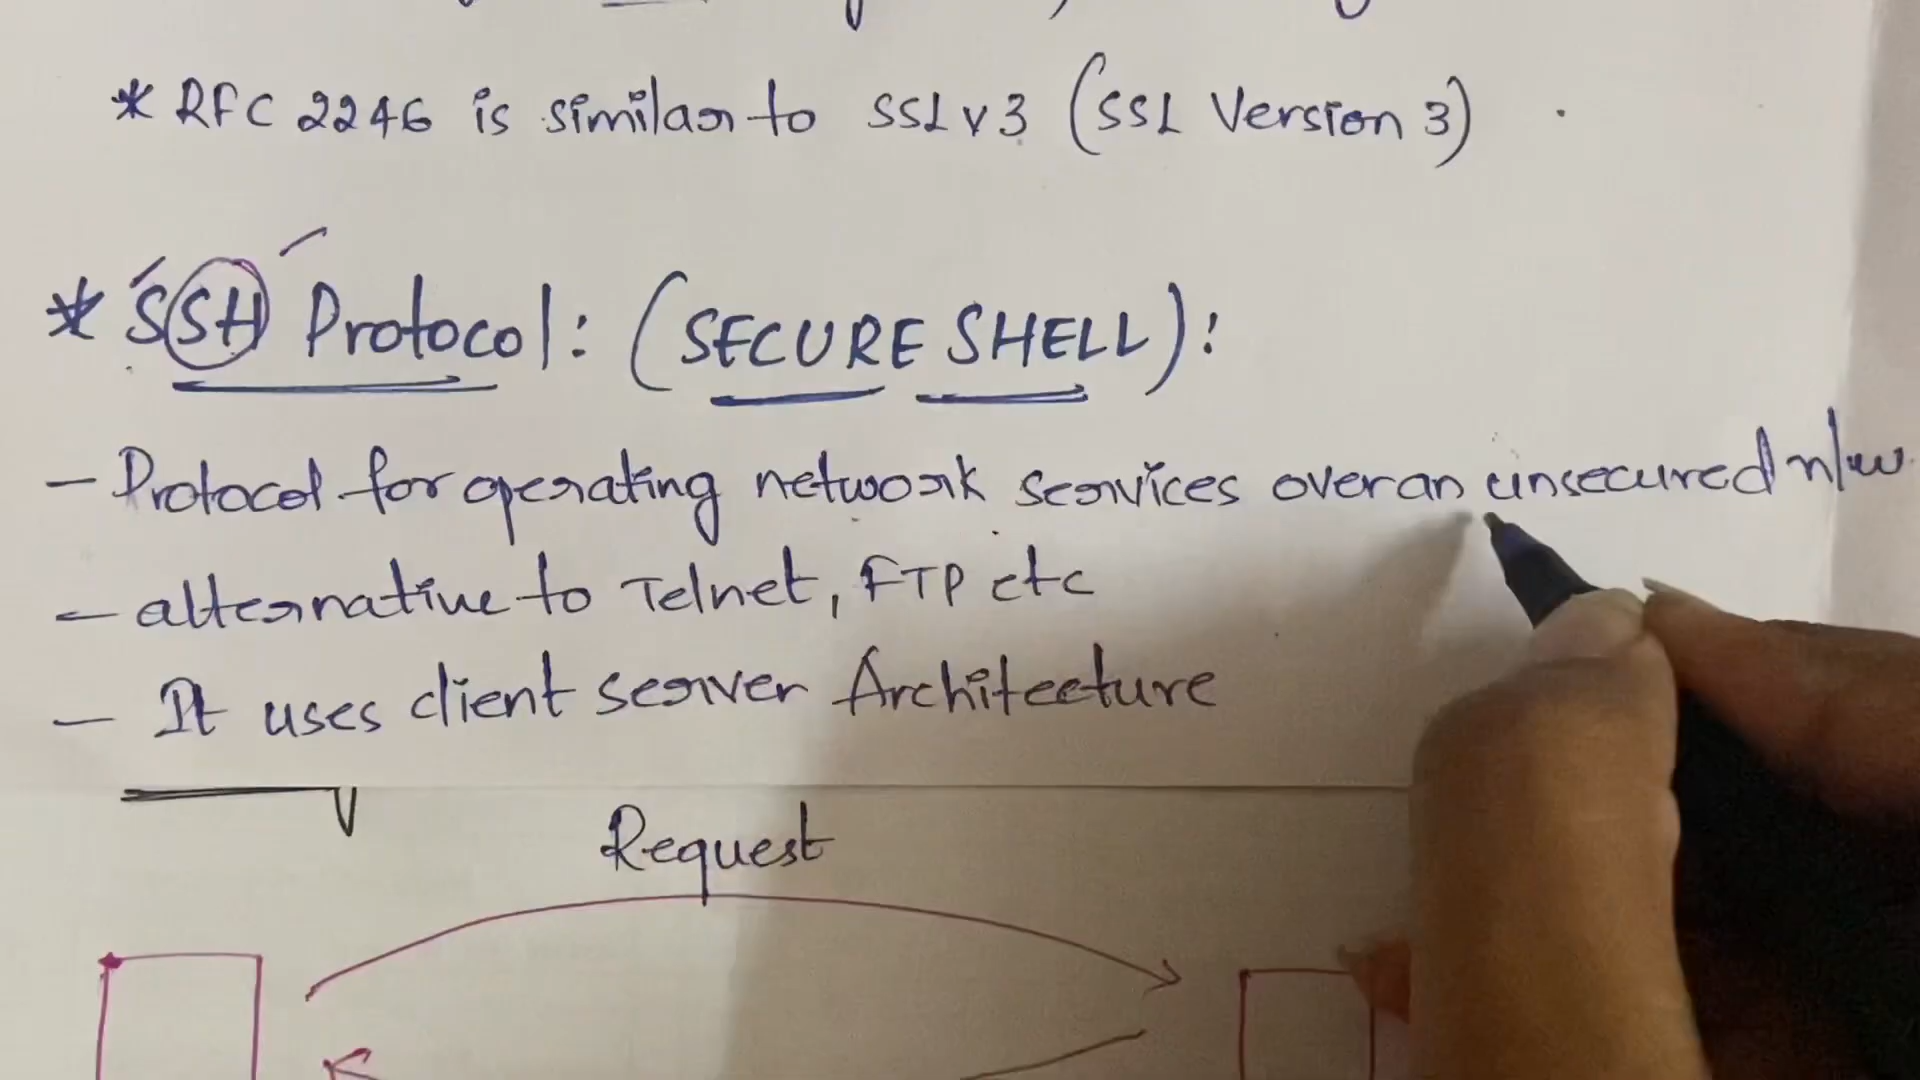 * RFC 2246 is similar to SSL v3 (SSL Version 3)
* SSH Protocol: (SECURE SHELL):
- Protocol for operating network services over an unsecured n/w.
- alternative to Telnet, FTP etc
- It uses client server Architecture
Request